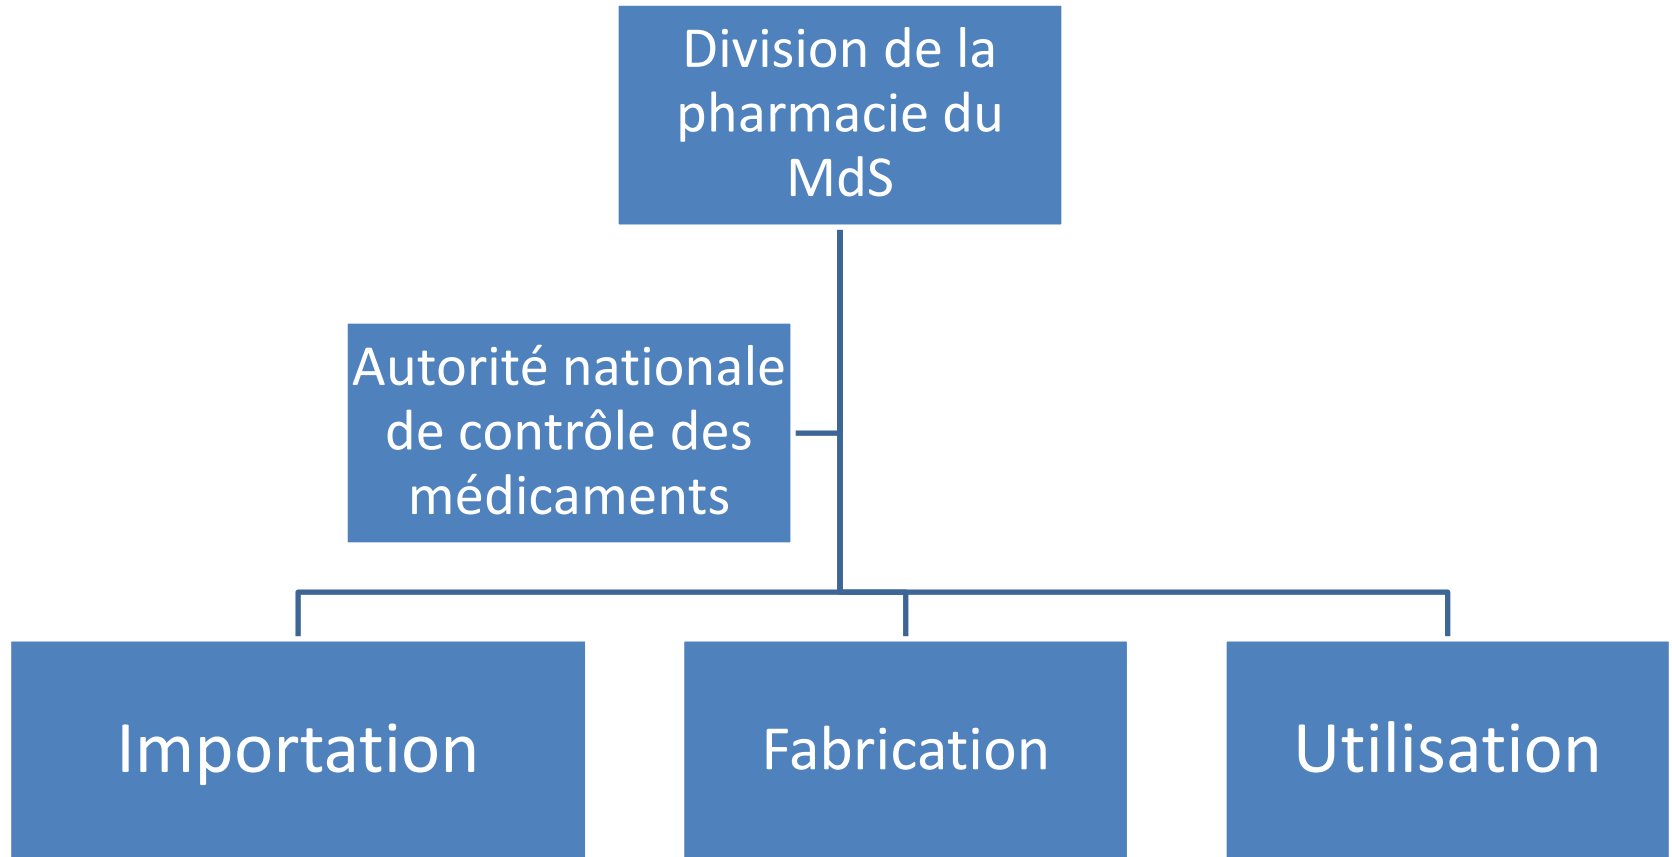 Division de la
pharmacie du
MdS
Autorité nationale
de contrôle des
médicaments
Importation
Fabrication
Utilisation